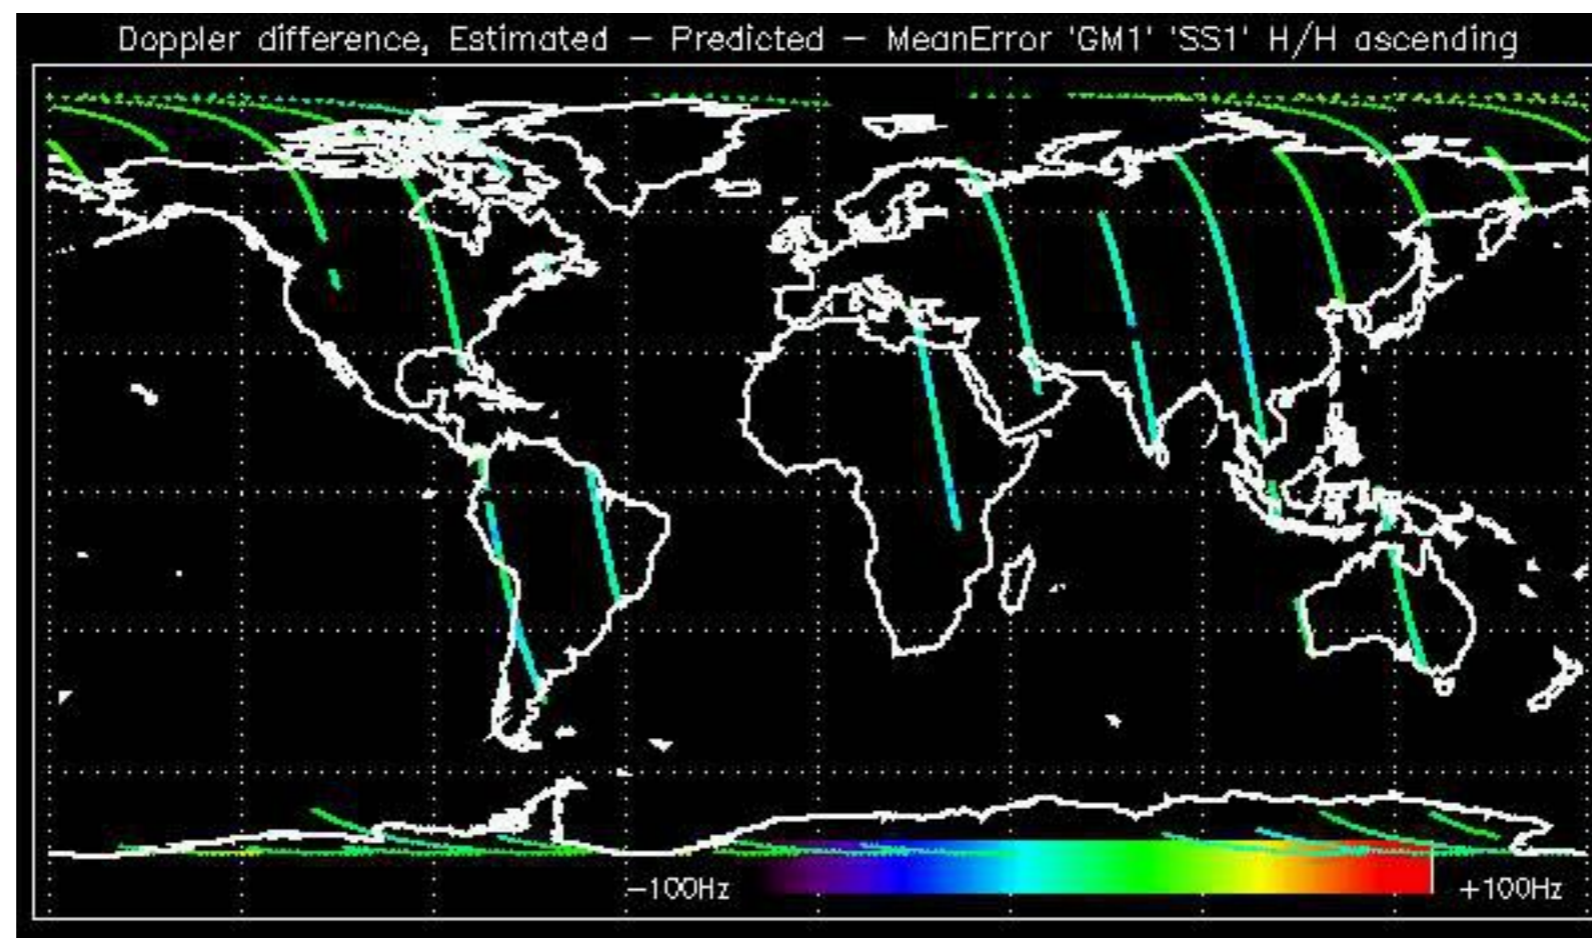 Doppler difference, Estimated — Predicted — MeanError 'GM1' 'SS1' H/H ascending
−100Hz
+100Hz